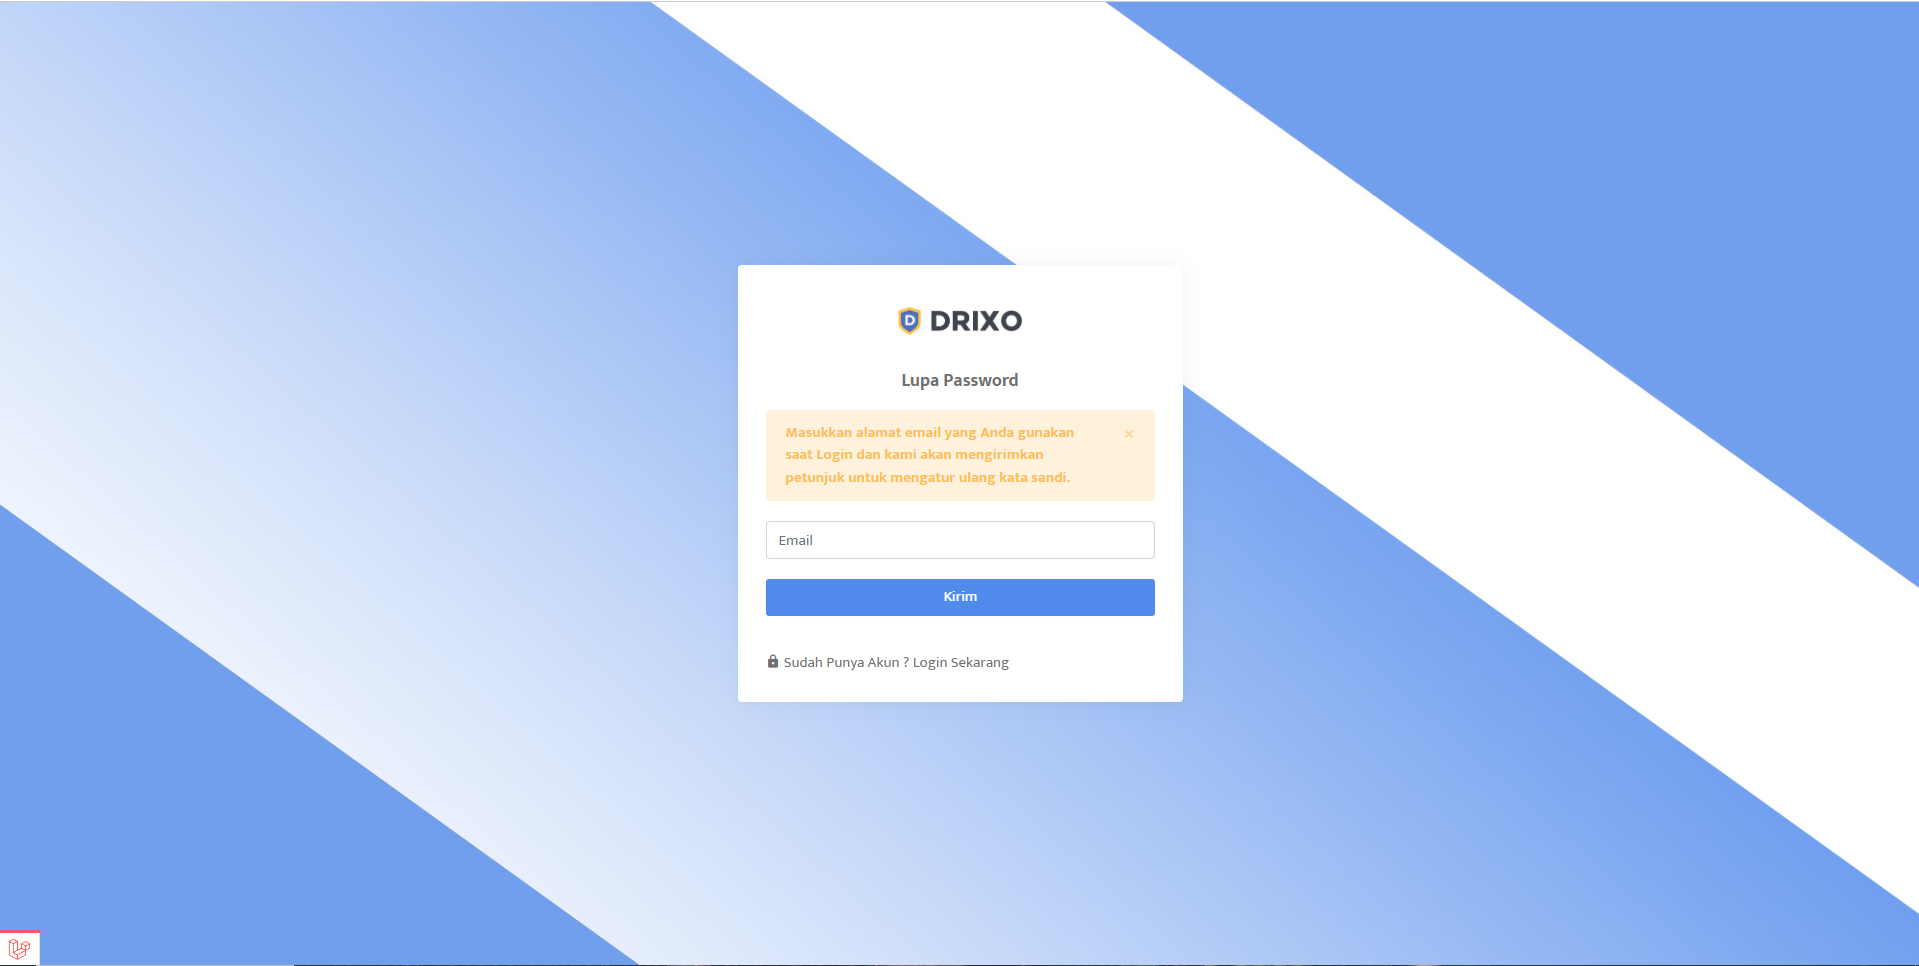 D DRIXO
Lupa Password
Masukkan alamat email yang Anda gunakan
saat Login dan kami akan mengirimkan
petunjuk untuk mengatur ulang kata sandi.
×
Email
Kirim
Sudah Punya Akun ? Login Sekarang